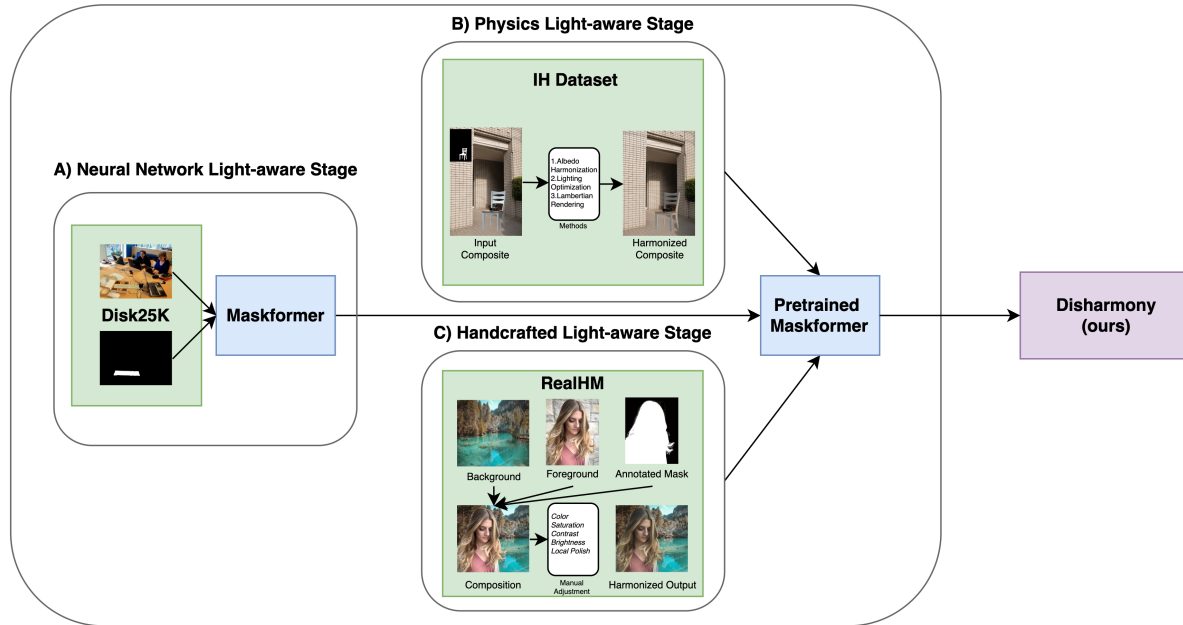 B) Physics Light-aware Stage
IH Dataset
1.Albedo
Harmonization
2.Lighting
Optimization
3.Lambertian
Rendering
Methods
Input
Composite
Harmonized
Composite
A) Neural Network Light-aware Stage
Disk25K
Maskformer
Pretrained
Maskformer
Disharmony
(ours)
C) Handcrafted Light-aware Stage
RealHM
Background
Foreground
Annotated Mask
Color
Saturation
Contrast
Brightness
Local Polish
Composition
Manual
Adjustment
Harmonized Output